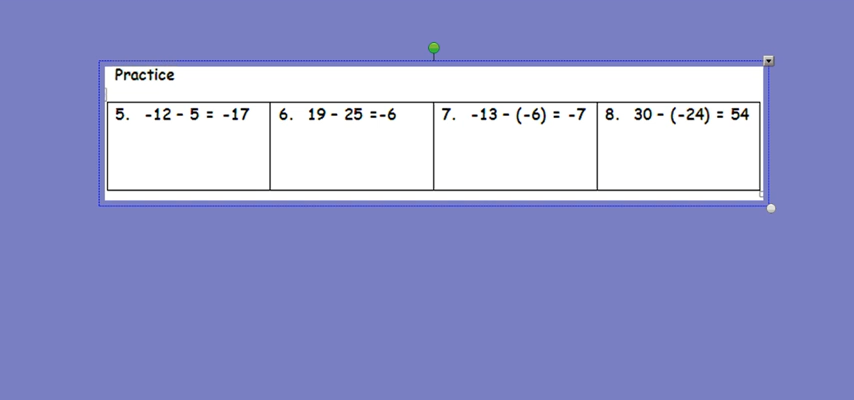 Practice
5. -12 - 5 = -17
6. 19 - 25 =-6
7. -13 - (-6) = -7
8. 30 - (-24) = 54